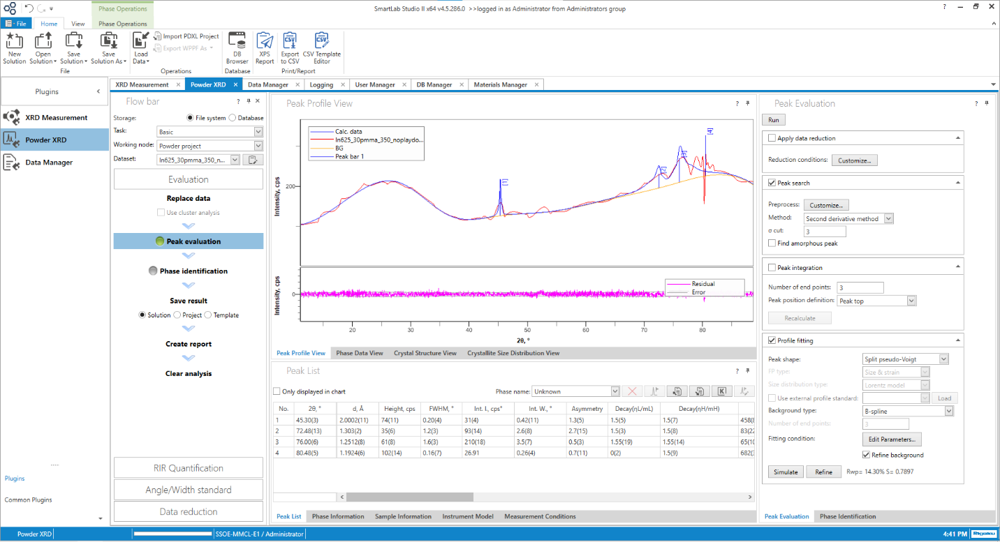 Phase Operations
SmartLab Studio II x64 v4.5.286.0 >>logged in as Administrator from Administrators group
File Home View Phase Operations
New Solution
Open Solution
Save Solution
Save Solution As
File
Load Data
Import PDXL Project
Export WPPF As
Operations
DB Browser
Database
XPS Report
Export to CSV
CSV Template Editor
Print/Report
Plugins
XRD Measurement
Powder XRD
Data Manager
Plugins
Common Plugins
XRD Measurement Powder XRD Data Manager Logging User Manager DB Manager Materials Manager
Flow bar
Storage: File system Database
Task: Basic
Working node: Powder project
Dataset: In625_30pmma_350_n...
Evaluation
Replace data
Use cluster analysis
Peak evaluation
Phase identification
Save result
Solution Project Template
Create report
Clear analysis
RIR Quantification
Angle/Width standard
Data reduction
Peak Profile View
Calc. data
In625_30pmma_350_noplaydo...
BG
Peak bar 1
Intensity, cps
200
[1]
[2]
[3]
[4]
Intensity, cps
0
Residual
Error
20 30 40 50 60 70 80
2θ, °
Peak Profile View Phase Data View Crystal Structure View Crystallite Size Distribution View
Peak List
Only displayed in chart
Phase name: Unknown
No. 2θ, ° d, Å Height, cps FWHM, ° Int. I., cps° Int. W., ° Asymmetry Decay(ηL/mL) Decay(ηH/mH)
1 45.30(3) 2.0002(11) 74(11) 0.20(4) 31(4) 0.42(11) 1.3(5) 1.5(5) 1.5(7) 458(8
2 72.48(13) 1.303(2) 35(6) 1.2(3) 93(14) 2.6(8) 2.7(15) 1.5(3) 1.5(8) 83(22
3 76.00(6) 1.2512(8) 61(8) 1.6(3) 210(18) 3.5(7) 0.5(3) 1.55(19) 1.55(14) 65(10
4 80.48(5) 1.1924(6) 102(14) 0.16(7) 26.91 0.26(4) 0.7(11) 0(2) 1.5(9) 682(3
Peak List Phase Information Sample Information Instrument Model Measurement Conditions
Peak Evaluation
Run
Apply data reduction
Reduction conditions: Customize...
Peak search
Preprocess: Customize...
Method: Second derivative method
σ cut: 3
Find amorphous peak
Peak integration
Number of end points: 3
Peak position definition: Peak top
Recalculate
Profile fitting
Peak shape: Split pseudo-Voigt
FP type: Size & strain
Size distribution type: Lorentz model
Use external profile standard: Load
Background type: B-spline
Number of end points: 3
Fitting condition: Edit Parameters...
Refine background
Simulate Refine Rwp= 14.30% S= 0.7897
Peak Evaluation Phase Identification
Powder XRD SSOE-MMCL-E1 / Administrator 4:41 PM Rigaku